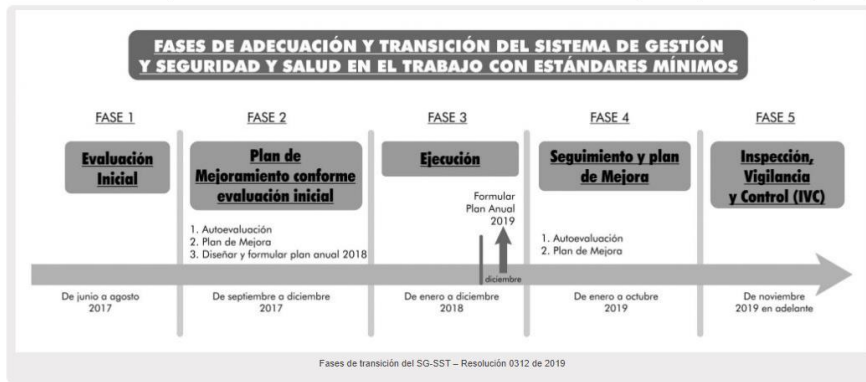 FASES DE ADECUACIÓN Y TRANSICIÓN DEL SISTEMA DE GESTIÓN
Y SEGURIDAD Y SALUD EN EL TRABAJO CON ESTÁNDARES MÍNIMOS
FASE 1
Evaluación
Inicial
De junio a agosto
2017
FASE 2
Plan de
Mejoramiento conforme
evaluación inicial
1. Autoevaluación
2. Plan de Mejora
3. Diseñar y formular plan anual 2018
De septiembre a diciembre
2017
FASE 3
Ejecución
Formular
Plan Anual
2019
diciembre
De enero a diciembre
2018
FASE 4
Seguimiento y plan
de Mejora
1. Autoevaluación
2. Plan de Mejora
De enero a octubre
2019
FASE 5
Inspección,
Vigilancia
y Control (IVC)
De noviembre
2019 en adelante
Fases de transición del SG-SST – Resolución 0312 de 2019